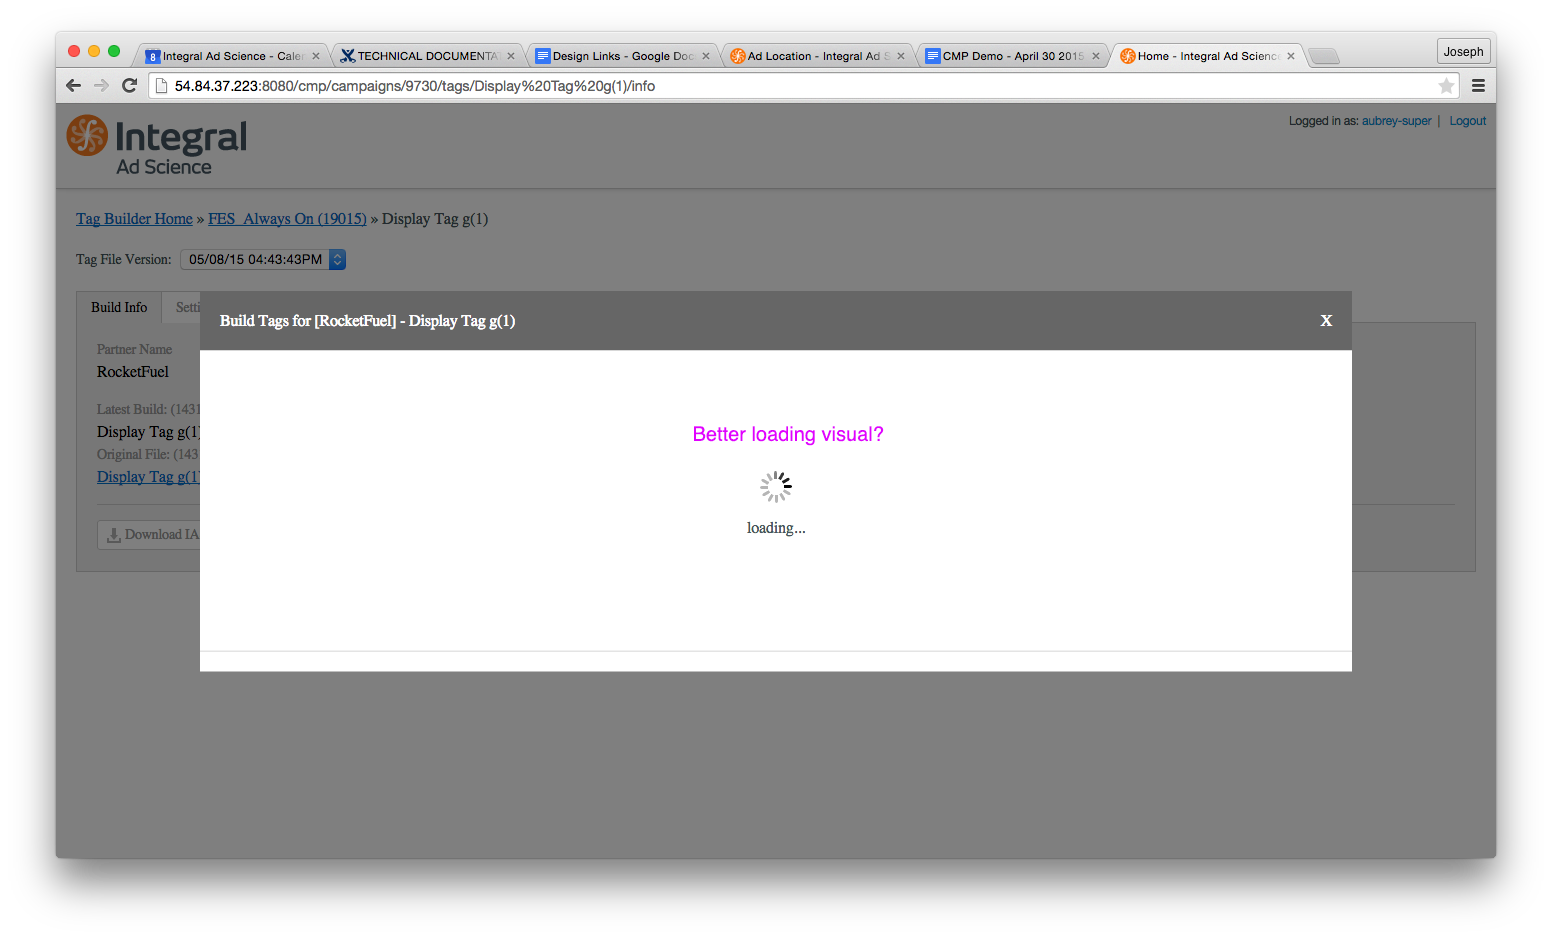 Integral Ad Science - Caler
TECHNICAL DOCUMENTAT
Design Links - Google Doc
Ad Location - Integral Ad S
CMP Demo - April 30 2015
Home - Integral Ad Science
Joseph
54.84.37.223:8080/cmp/campaigns/9730/tags/Display%20Tag%20g(1)/info
Integral
Ad Science
Logged in as: aubrey-super | Logout
Tag Builder Home » FES_Always On (19015) » Display Tag g(1)
Tag File Version: 05/08/15 04:43:43PM
Build Info
Setti
Build Tags for [RocketFuel] - Display Tag g(1)
X
Partner Name
RocketFuel
Latest Build: (1431
Display Tag g(1)
Original File: (143
Display Tag g(1)
Download IA
Better loading visual?
loading...